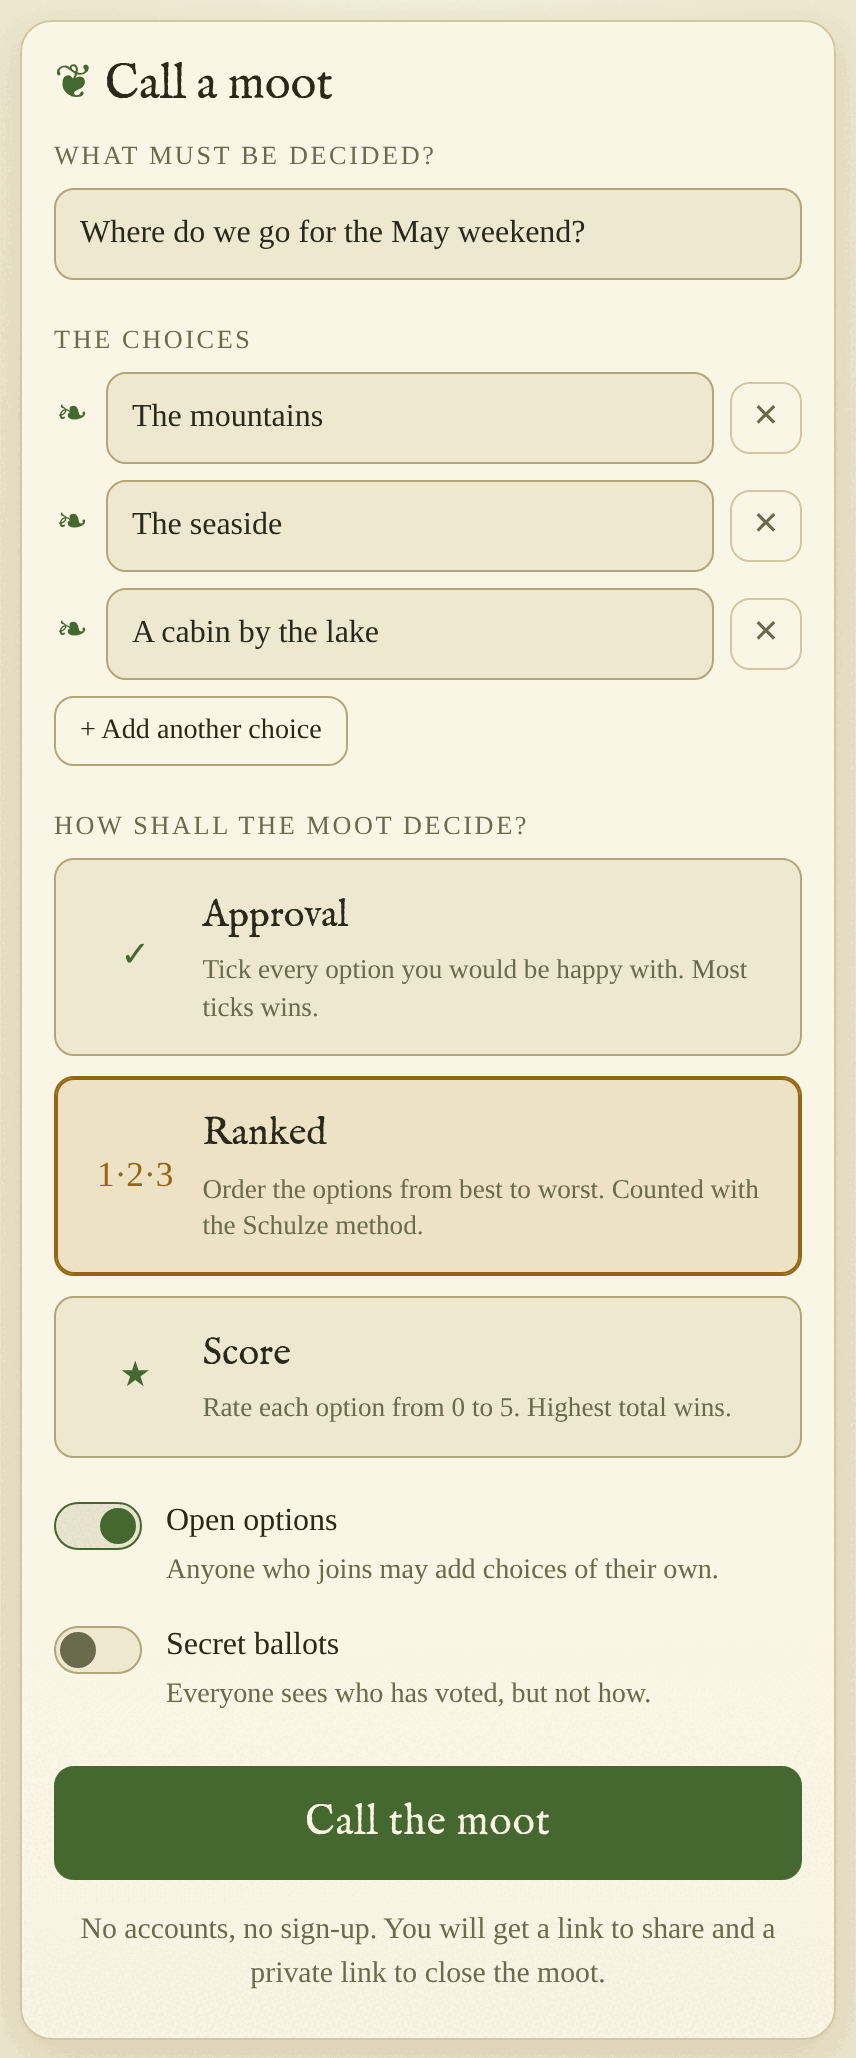 ❦ Call a moot
WHAT MUST BE DECIDED?
Where do we go for the May weekend?
THE CHOICES
❧ The mountains ✕
❧ The seaside ✕
❧ A cabin by the lake ✕
+ Add another choice
HOW SHALL THE MOOT DECIDE?
✓ Approval
Tick every option you would be happy with. Most
ticks wins.
1·2·3 Ranked
Order the options from best to worst. Counted with
the Schulze method.
★ Score
Rate each option from 0 to 5. Highest total wins.
Open options
Anyone who joins may add choices of their own.
Secret ballots
Everyone sees who has voted, but not how.
Call the moot
No accounts, no sign-up. You will get a link to share and a
private link to close the moot.